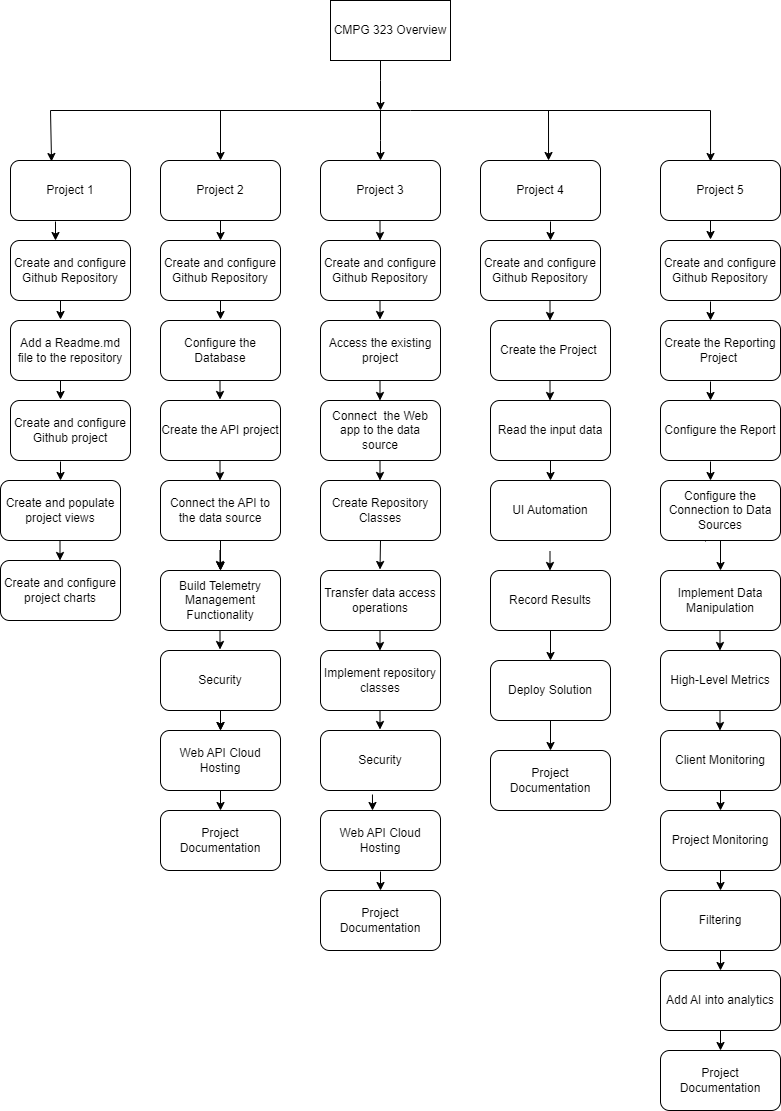 CMPG 323 Overview
Project 1
Project 2
Project 3
Project 4
Project 5
Create and configure
Github Repository
Create and configure
Github Repository
Create and configure
Github Repository
Create and configure
Github Repository
Create and configure
Github Repository
Add a Readme.md
file to the repository
Configure the
Database
Access the existing
project
Create the Project
Create the Reporting
Project
Create and configure
Github project
Create the API project
Connect the Web
app to the data
source
Read the input data
Configure the Report
Create and populate
project views
Connect the API to
the data source
Create Repository
Classes
UI Automation
Configure the
Connection to Data
Sources
Create and configure
project charts
Build Telemetry
Management
Functionality
Transfer data access
operations
Record Results
Implement Data
Manipulation
Security
Implement repository
classes
Deploy Solution
High-Level Metrics
Web API Cloud
Hosting
Security
Project
Documentation
Client Monitoring
Project
Documentation
Web API Cloud
Hosting
Project Monitoring
Project
Documentation
Filtering
Add AI into analytics
Project
Documentation